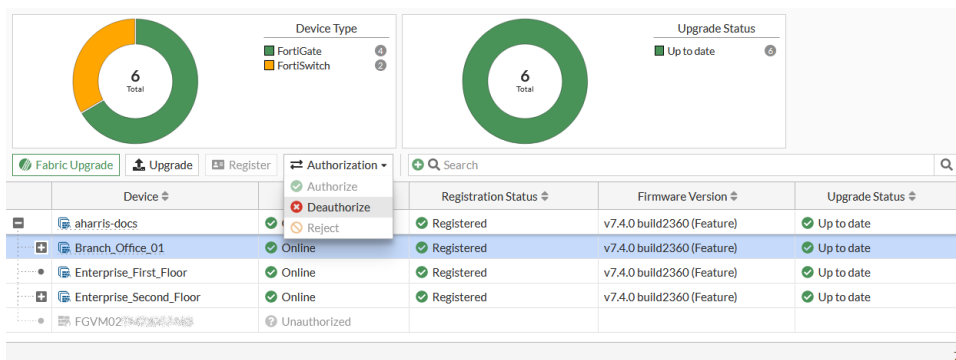 Device Type
FortiGate 4
FortiSwitch 2
6
Total
Upgrade Status
Up to date 6
6
Total
Fabric Upgrade Upgrade Register Authorization Search
Authorize
Deauthorize
Reject
Device Registration Status Firmware Version Upgrade Status
aharris-docs Registered v7.4.0 build2360 (Feature) Up to date
Branch_Office_01 Online Registered v7.4.0 build2360 (Feature) Up to date
Enterprise_First_Floor Online Registered v7.4.0 build2360 (Feature) Up to date
Enterprise_Second_Floor Online Registered v7.4.0 build2360 (Feature) Up to date
Unauthorized